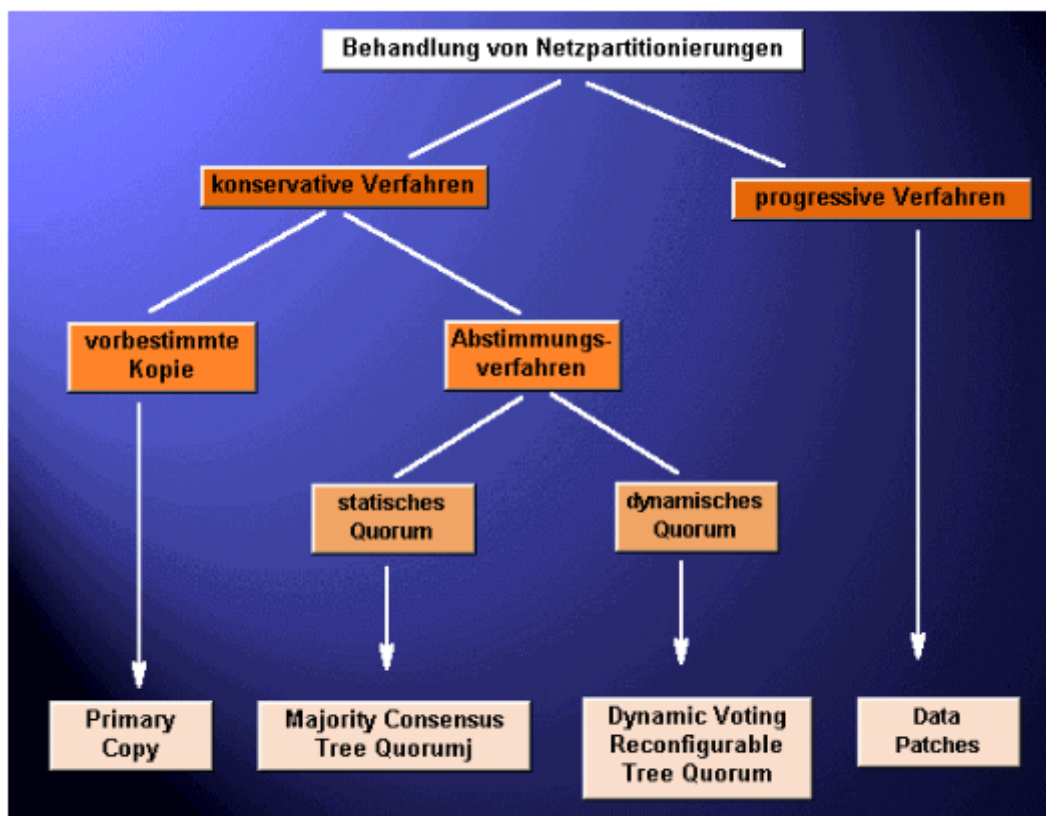 Behandlung von Netzpartitionierungen
konservative Verfahren
progressive Verfahren
vorbestimmte
Kopie
Abstimmungs-
verfahren
statisches
Quorum
dynamisches
Quorum
Primary
Copy
Majority Consensus
Tree Quorumj
Dynamic Voting
Reconfigurable
Tree Quorum
Data
Patches